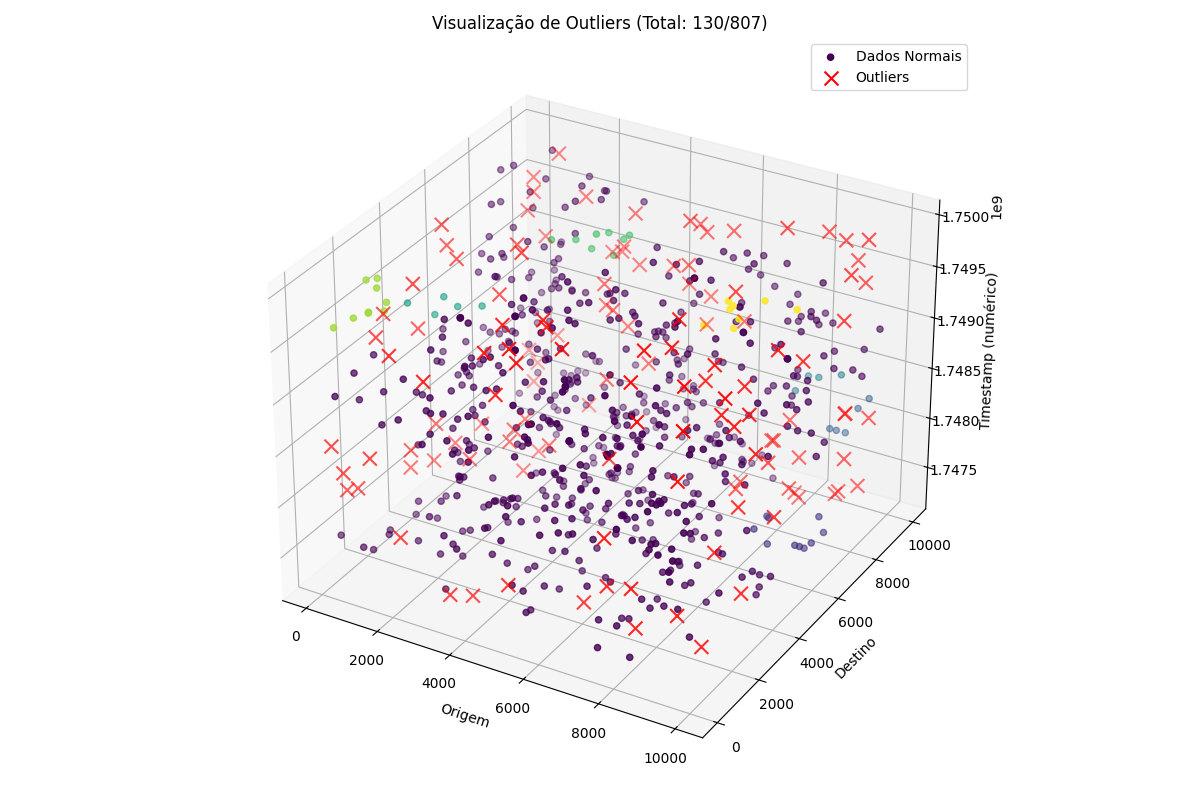 Visualização de Outliers (Total: 130/807)
Dados Normais
Outliers
1e9
1.7500
1.7495
1.7490
1.7485
1.7480
1.7475
Timestamp (numérico)
10000
8000
6000
4000
2000
0
Destino
0
2000
4000
6000
8000
10000
Origem